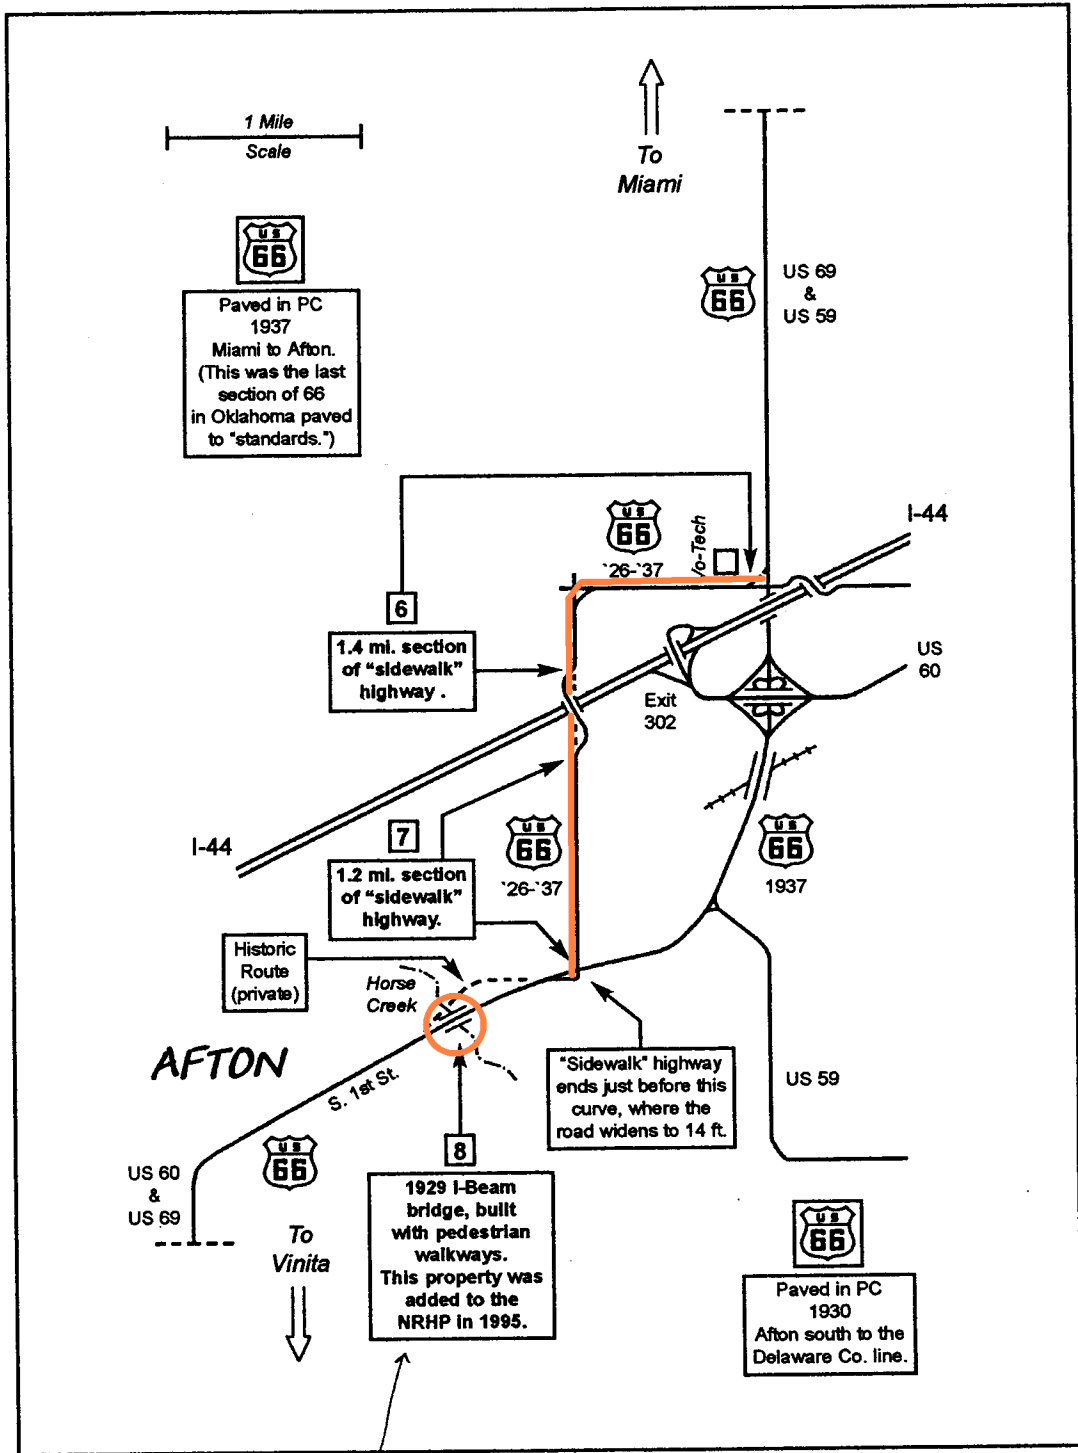 1 Mile
Scale
To
Miami
US
66
Paved in PC
1937
Miami to Afton.
(This was the last
section of 66
in Oklahoma paved
to "standards.")
US
66
US 69
&
US 59
I-44
US
66
'26-'37
/o-Tech
6
1.4 mi. section
of "sidewalk"
highway .
US
60
Exit
302
I-44
7
1.2 mi. section
of "sidewalk"
highway.
US
66
'26-'37
US
66
1937
Historic
Route
(private)
Horse
Creek
AFTON
S. 1st St.
"Sidewalk" highway
ends just before this
curve, where the
road widens to 14 ft.
US 59
US
66
US 60
&
US 69
To
Vinita
8
1929 I-Beam
bridge, built
with pedestrian
walkways.
This property was
added to the
NRHP in 1995.
US
66
Paved in PC
1930
Afton south to the
Delaware Co. line.